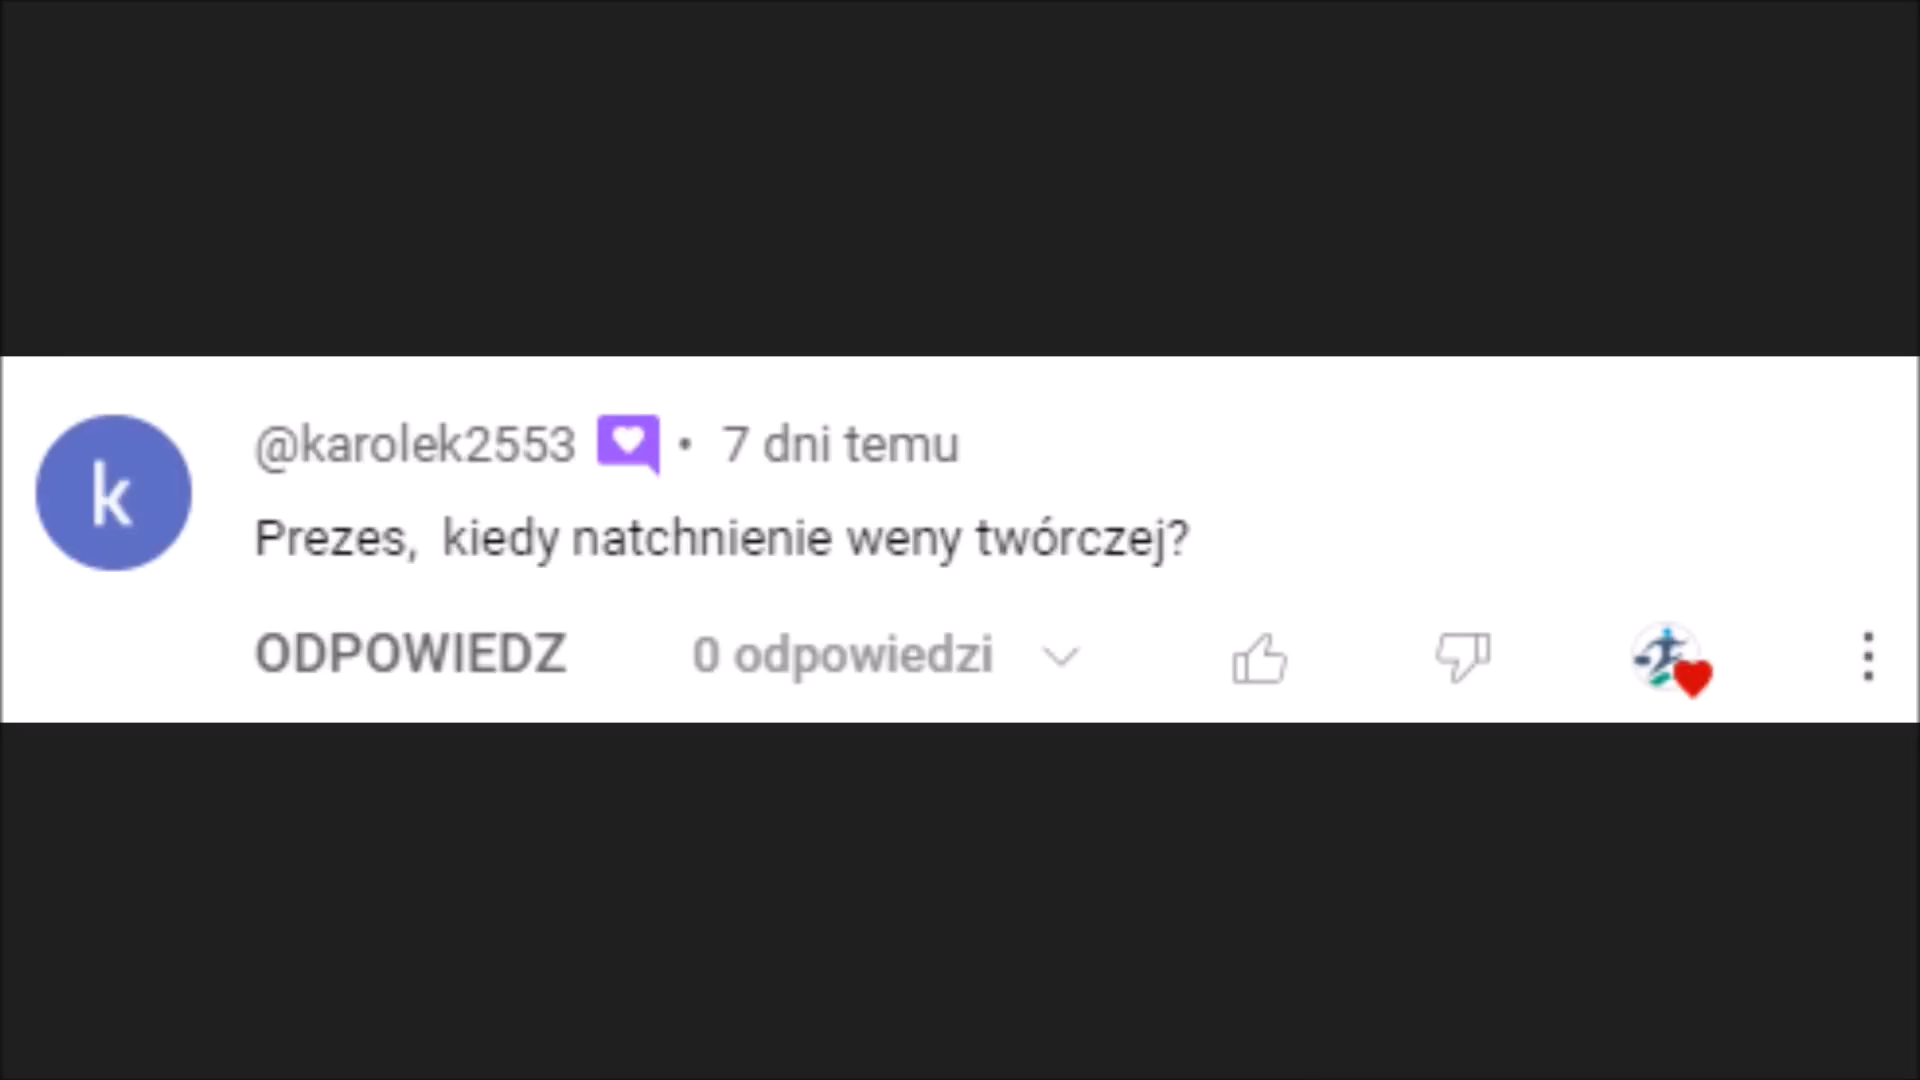 k
@karolek2553 • 7 dni temu
Prezes,  kiedy natchnienie weny twórczej?
ODPOWIEDZ 0 odpowiedzi